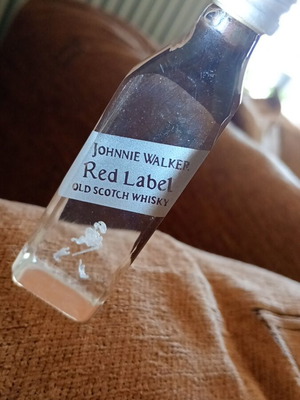 JOHNNIE WALKER
RED LABEL
OLD SCOTCH WHISKY